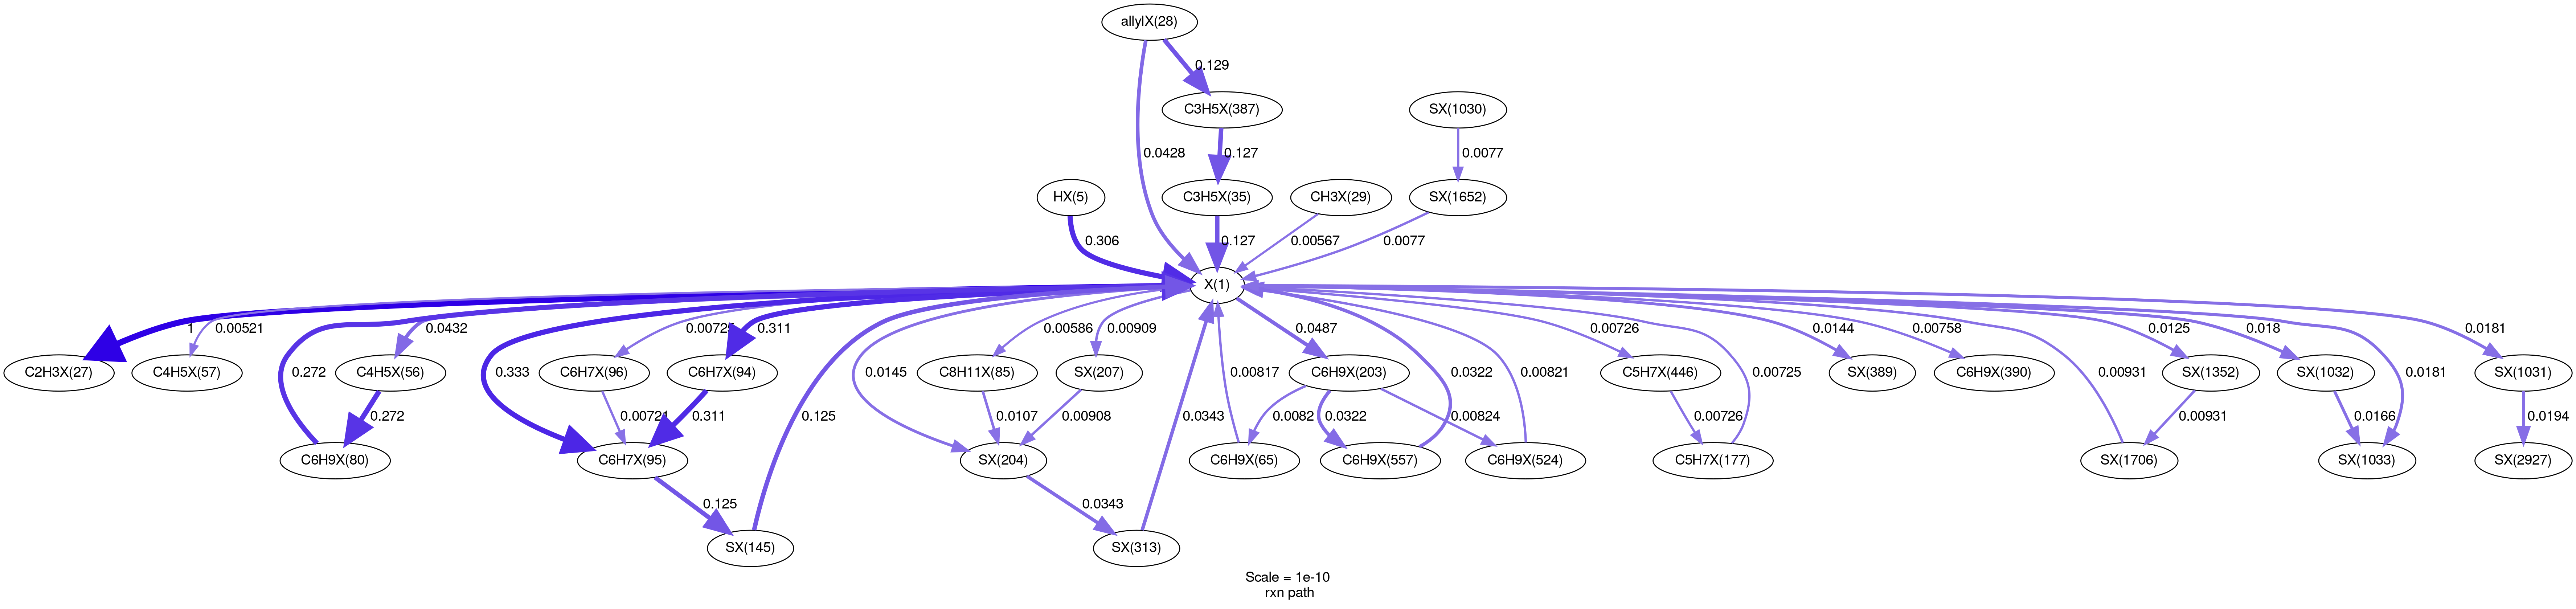 allylX(28)
0.129
C3H5X(387)
SX(1030)
0.0428
0.127
0.0077
HX(5)
C3H5X(35)
CH3X(29)
SX(1652)
0.306
0.127
0.00567
0.0077
X(1)
1
0.00521
0.0432
0.00725
0.311
0.00586
0.00909
0.0487
0.00726
0.0144
0.00758
0.0125
0.018
0.0181
C2H3X(27)
C4H5X(57)
0.272
C4H5X(56)
0.333
C6H7X(96)
C6H7X(94)
0.0145
C8H11X(85)
SX(207)
0.00817
C6H9X(203)
0.0322
0.00821
C5H7X(446)
0.00725
SX(389)
C6H9X(390)
0.00931
SX(1352)
SX(1032)
0.0181
SX(1031)
0.272
0.00721
0.311
0.0107
0.00908
0.0343
0.0082
0.0322
0.00824
0.00726
0.00931
0.0166
0.0194
C6H9X(80)
C6H7X(95)
0.125
SX(204)
C6H9X(65)
C6H9X(557)
C6H9X(524)
C5H7X(177)
SX(1706)
SX(1033)
SX(2927)
0.125
0.0343
SX(145)
SX(313)
Scale = 1e-10
rxn path